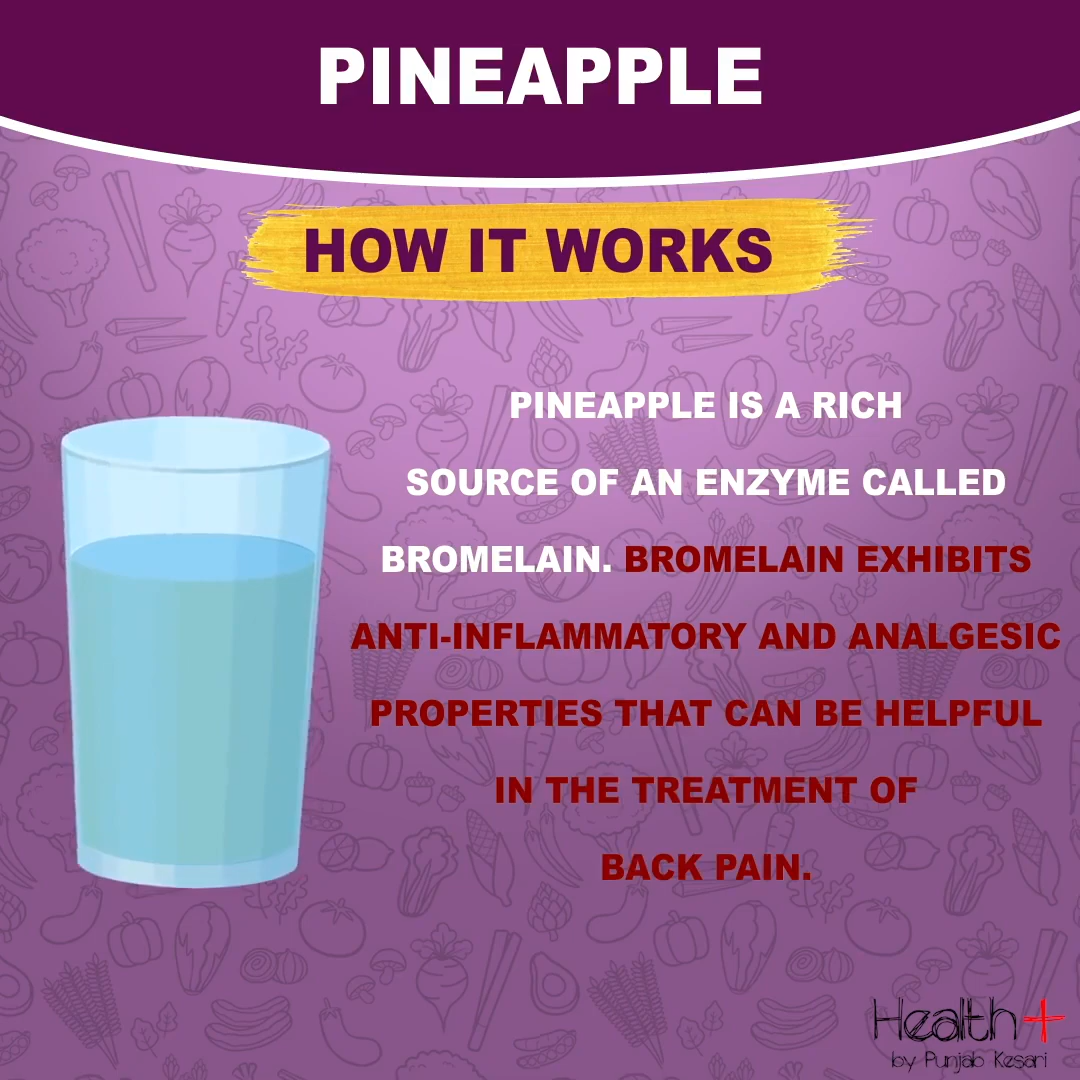 PINEAPPLE
HOW IT WORKS
PINEAPPLE IS A RICH
SOURCE OF AN ENZYME CALLED
BROMELAIN. BROMELAIN EXHIBITS
ANTI-INFLAMMATORY AND ANALGESIC
PROPERTIES THAT CAN BE HELPFUL
IN THE TREATMENT OF
BACK PAIN.
Health+
by Punjab Kesari